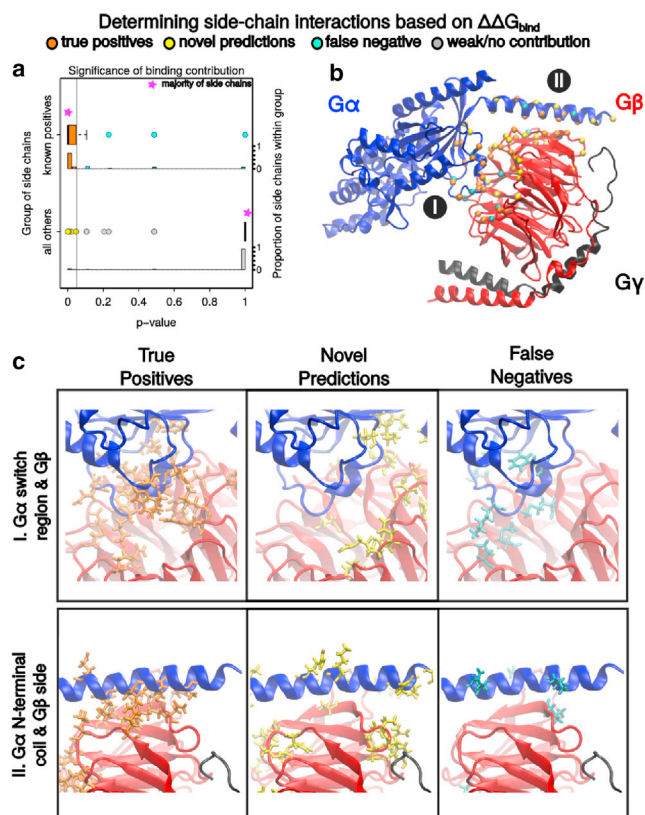 Determining side-chain interactions based on ΔΔG_bind
true positives novel predictions false negative weak/no contribution
a
Significance of binding contribution
majority of side chains
Group of side chains
known positives
all others
Proportion of side chains within group
1
0
1
0
0 0.2 0.4 0.6 0.8 1
p-value
b
II
Gα
Gβ
I
Gγ
c
True
Positives
Novel
Predictions
False
Negatives
I. Gα switch
region & Gβ
II. Gα N-terminal
coil & Gβ side